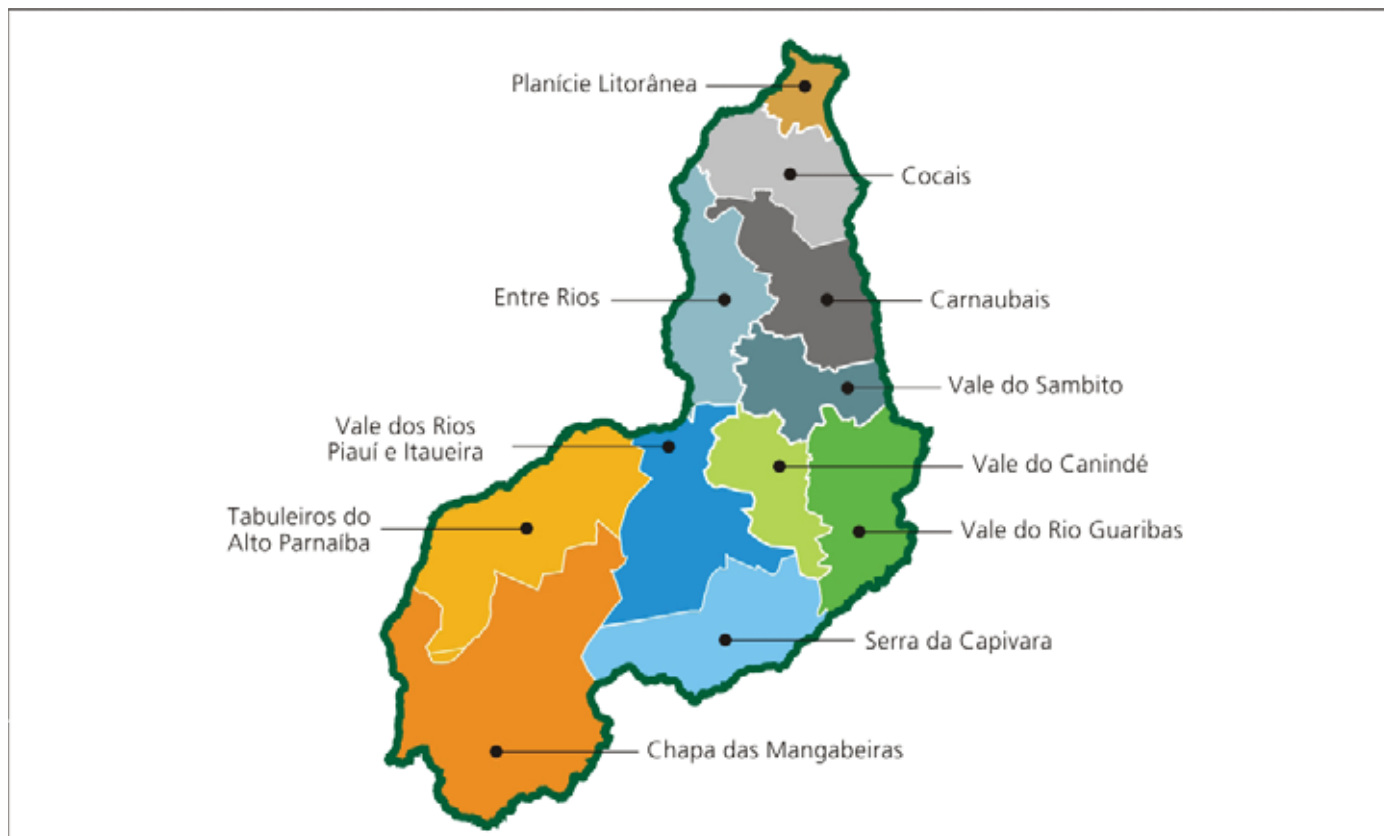 Planície Litorânea
Cocais
Entre Rios
Carnaubais
Vale do Sambito
Vale dos Rios
Piauí e Itaueira
Vale do Canindé
Tabuleiros do
Alto Parnaíba
Vale do Rio Guaribas
Serra da Capivara
Chapa das Mangabeiras